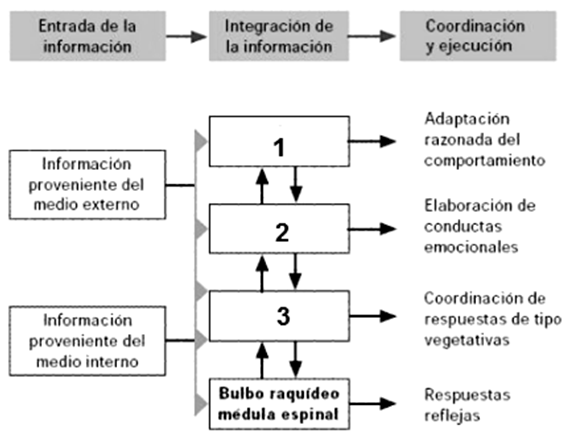 Entrada de la
información
Integración de
la información
Coordinación
y ejecución
Información
proveniente del
medio externo
Información
proveniente del
medio interno
1
2
3
Bulbo raquídeo
médula espinal
Adaptación
razonada del
comportamiento
Elaboración de
conductas
emocionales
Coordinación de
respuestas de tipo
vegetativas
Respuestas
reflejas